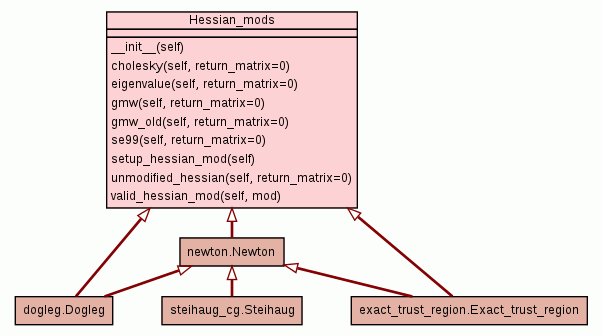 Hessian_mods
__init__(self)
cholesky(self, return_matrix=0)
eigenvalue(self, return_matrix=0)
gmw(self, return_matrix=0)
gmw_old(self, return_matrix=0)
se99(self, return_matrix=0)
setup_hessian_mod(self)
unmodified_hessian(self, return_matrix=0)
valid_hessian_mod(self, mod)
newton.Newton
dogleg.Dogleg
steihaug_cg.Steihaug
exact_trust_region.Exact_trust_region